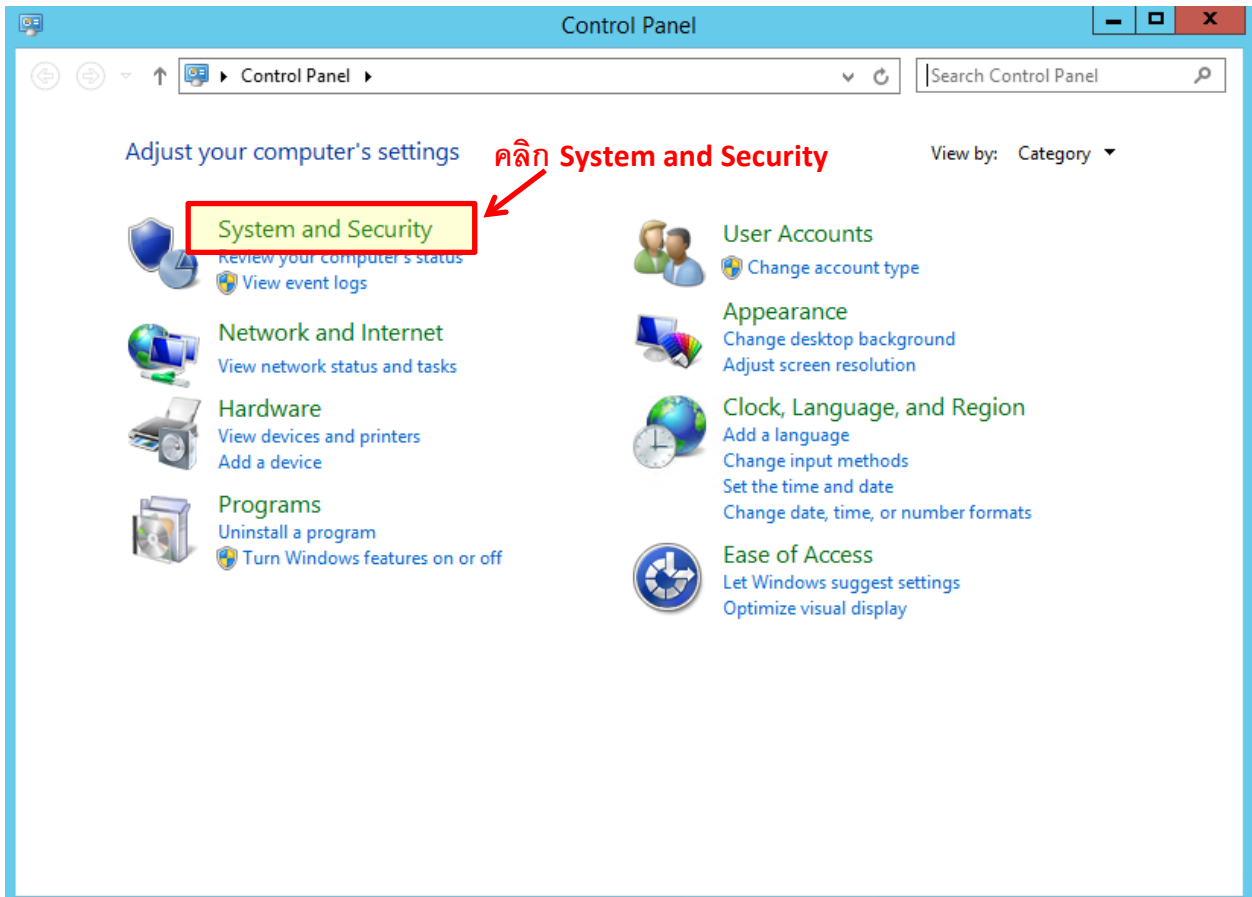 Control Panel
Control Panel
Search Control Panel
Adjust your computer's settings
คลิก System and Security
View by: Category
System and Security
Review your computer's status
View event logs
Network and Internet
View network status and tasks
Hardware
View devices and printers
Add a device
Programs
Uninstall a program
Turn Windows features on or off
User Accounts
Change account type
Appearance
Change desktop background
Adjust screen resolution
Clock, Language, and Region
Add a language
Change input methods
Set the time and date
Change date, time, or number formats
Ease of Access
Let Windows suggest settings
Optimize visual display